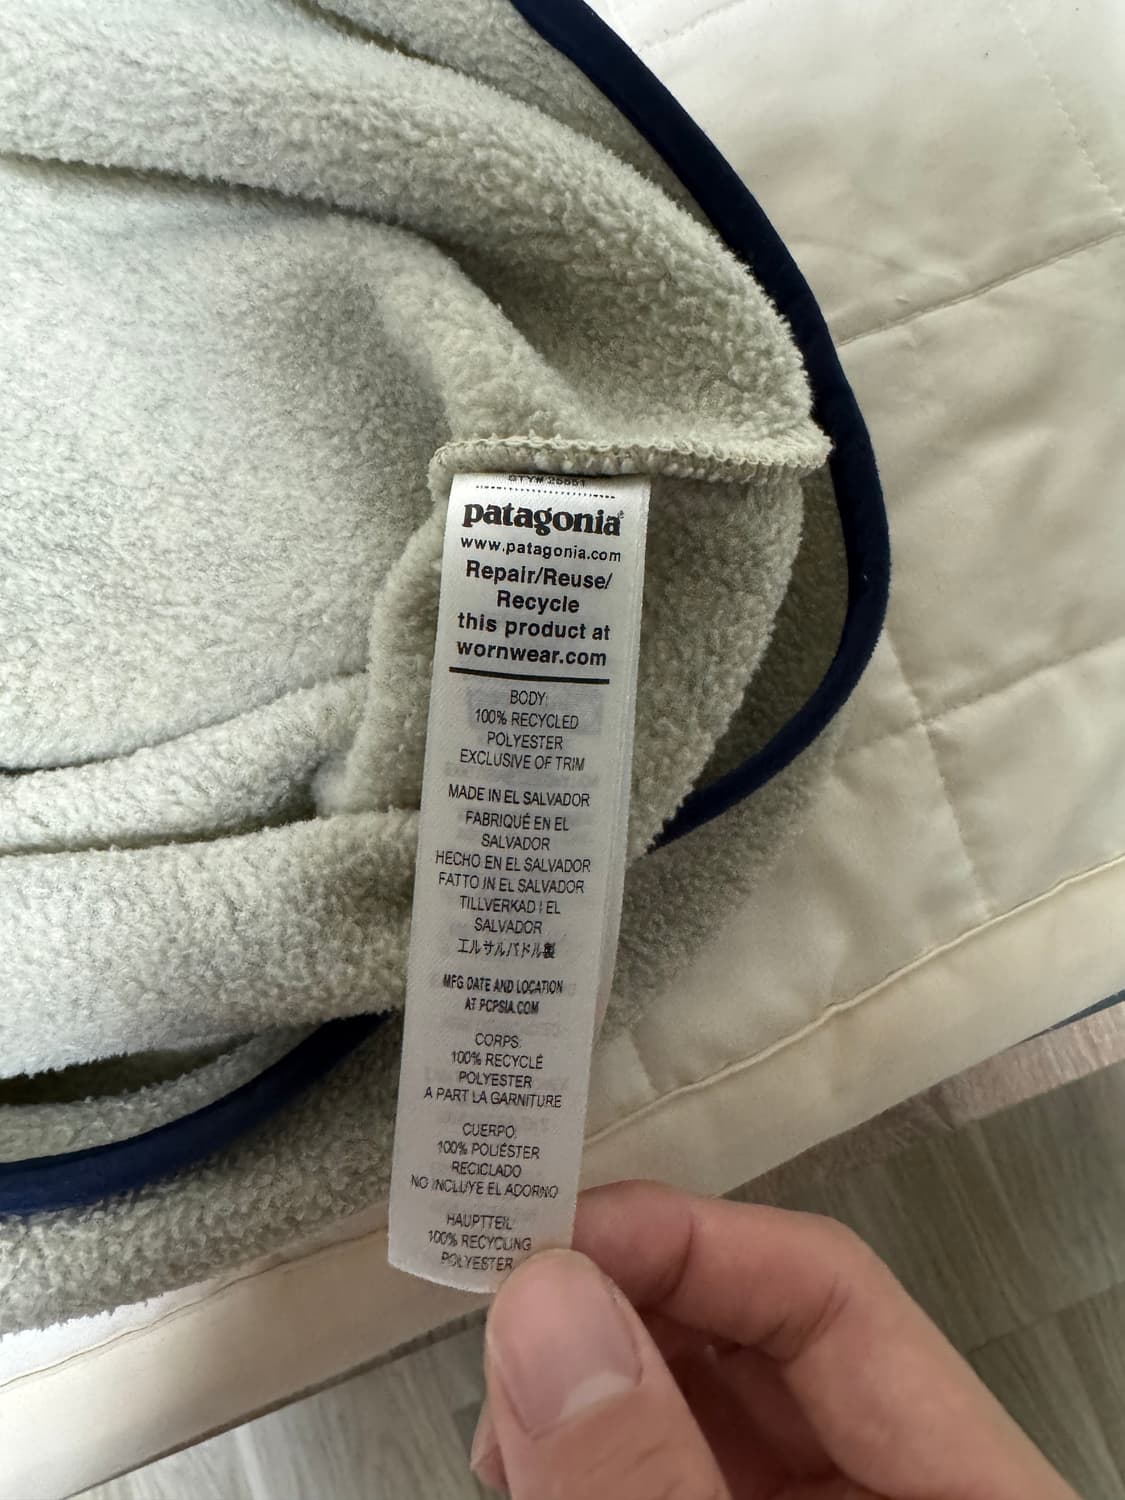 STY# 25551
patagonia®
www.patagonia.com
Repair/Reuse/
Recycle
this product at
wornwear.com
BODY:
100% RECYCLED
POLYESTER
EXCLUSIVE OF TRIM
MADE IN EL SALVADOR
FABRIQUÉ EN EL
SALVADOR
HECHO EN EL SALVADOR
FATTO IN EL SALVADOR
TILLVERKAD I EL
SALVADOR
エルサルバドル製
MFG DATE AND LOCATION
AT PCPSIA.COM
CORPS:
100% RECYCLÉ
POLYESTER
A PART LA GARNITURE
CUERPO:
100% POLIÉSTER
RECICLADO
NO INCLUYE EL ADORNO
HAUPTTEIL:
100% RECYCLING
POLYESTER